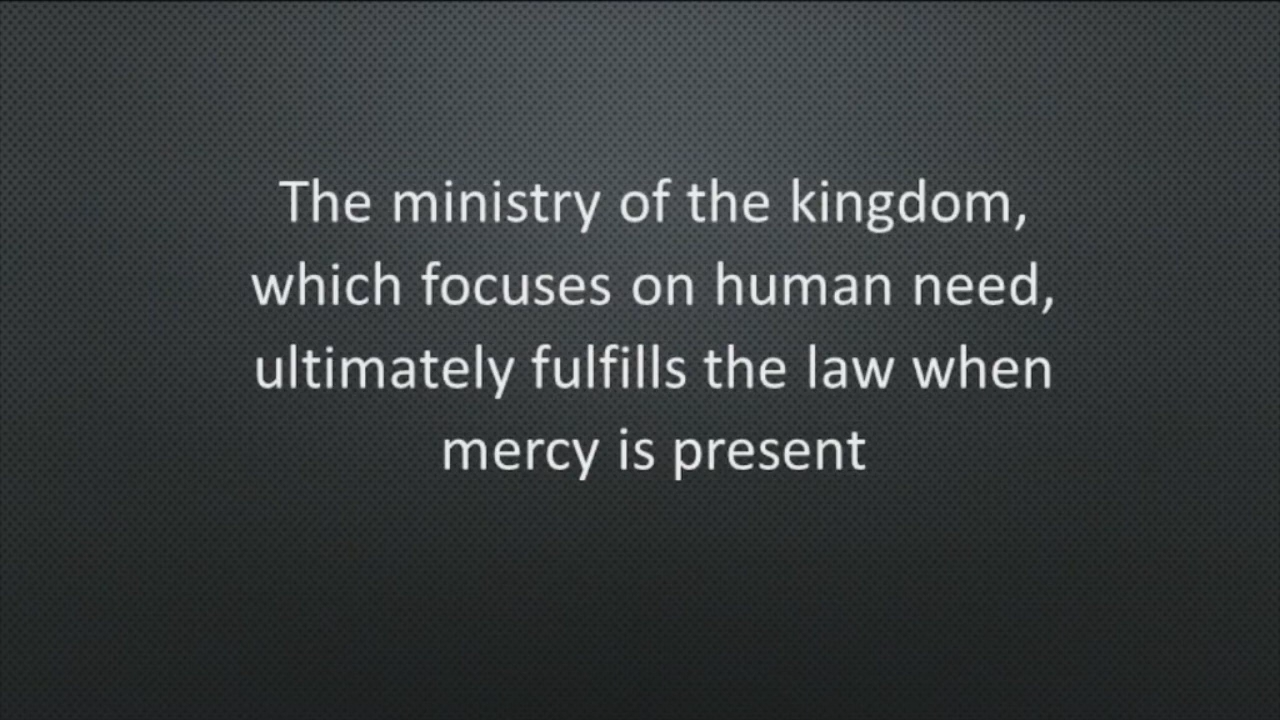 The ministry of the kingdom,
which focuses on human need,
ultimately fulfills the law when
mercy is present